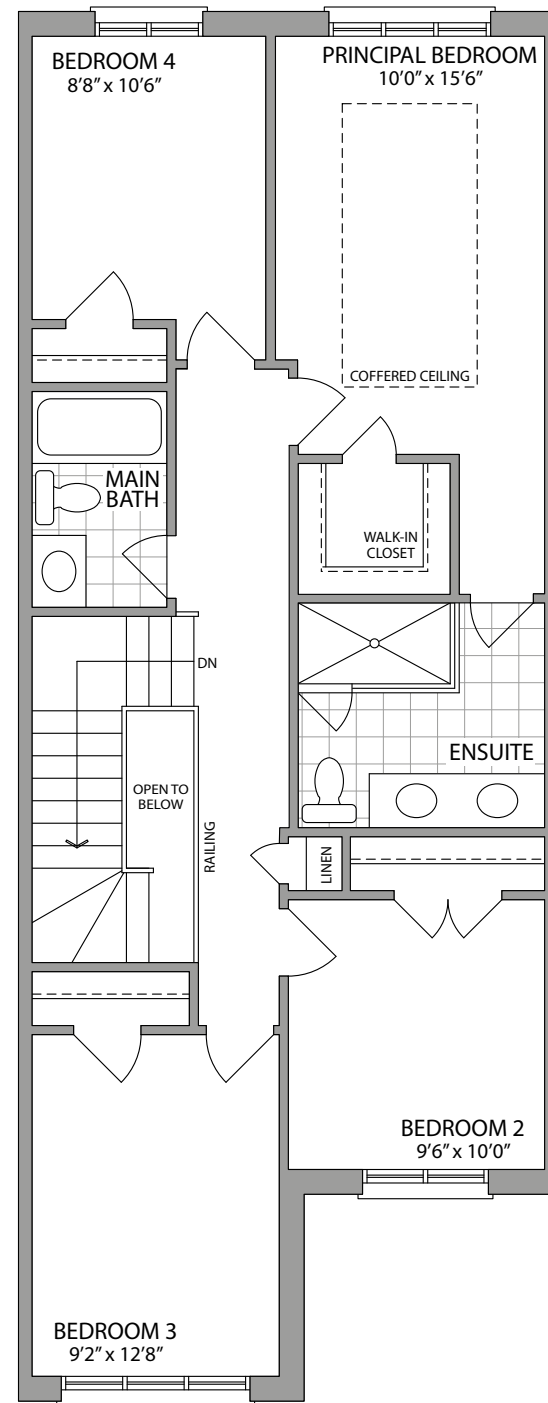 BEDROOM 4
8'8" x 10'6"
PRINCIPAL BEDROOM
10'0" x 15'6"
COFFERED CEILING
MAIN
BATH
WALK-IN
CLOSET
DN
ENSUITE
OPEN TO
BELOW
RAILING
LINEN
BEDROOM 2
9'6" x 10'0"
BEDROOM 3
9'2" x 12'8"